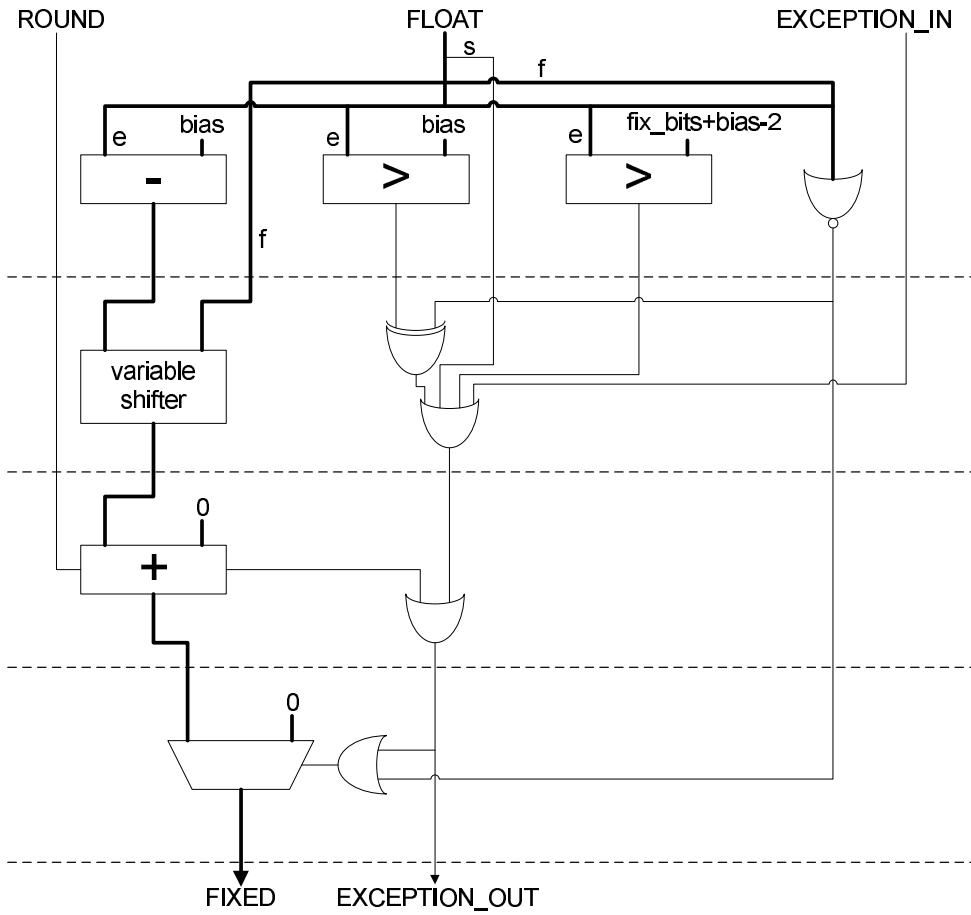 ROUND
FLOAT
EXCEPTION_IN
s
f
e
bias
e
bias
e
fix_bits+bias-2
-
>
>
f
variable
shifter
0
+
0
FIXED
EXCEPTION_OUT